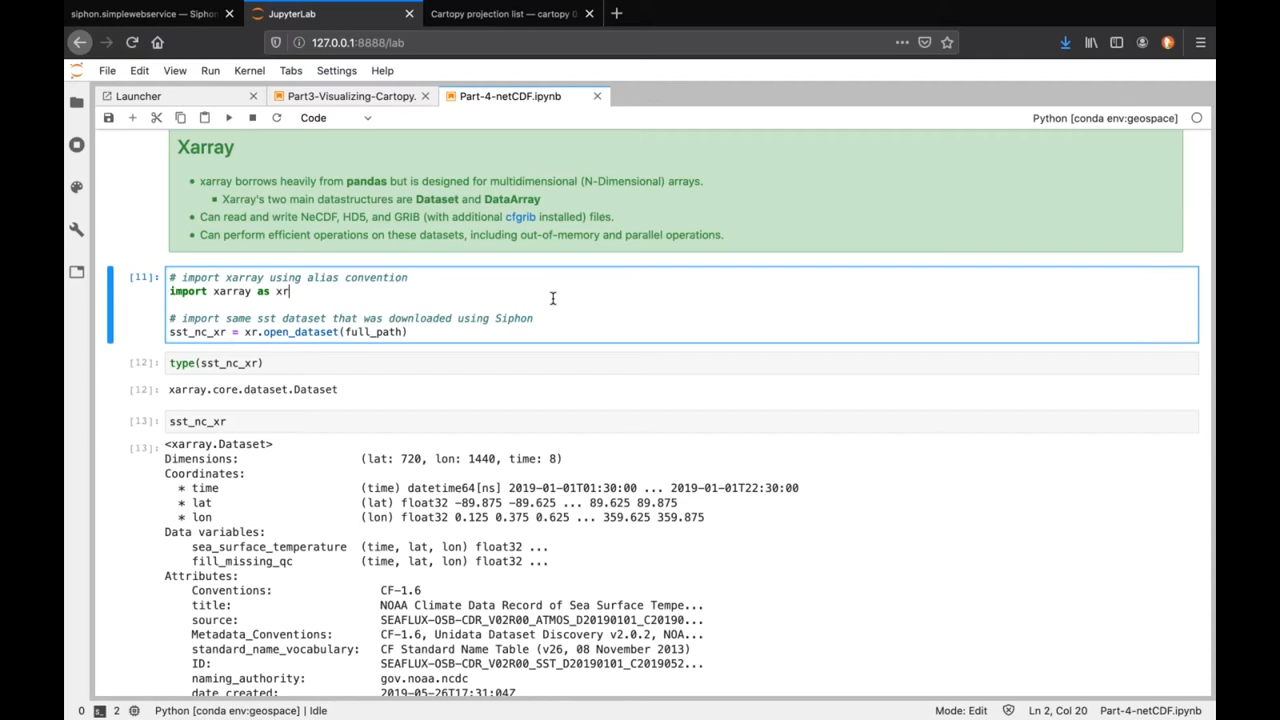 siphon.simplewebservice — Siphon
JupyterLab
Cartopy projection list — cartopy 0
127.0.0.1:8888/lab
File Edit View Run Kernel Tabs Settings Help
Launcher
Part3-Visualizing-Cartopy.
Part-4-netCDF.ipynb
Code
Python [conda env:geospace]
Xarray
xarray borrows heavily from pandas but is designed for multidimensional (N-Dimensional) arrays.
Xarray's two main datastructures are Dataset and DataArray
Can read and write NeCDF, HD5, and GRIB (with additional cfgrib installed) files.
Can perform efficient operations on these datasets, including out-of-memory and parallel operations.
[11]: # import xarray using alias convention
import xarray as xr
# import same sst dataset that was downloaded using Siphon
sst_nc_xr = xr.open_dataset(full_path)
[12]: type(sst_nc_xr)
[12]: xarray.core.dataset.Dataset
[13]: sst_nc_xr
[13]: <xarray.Dataset>
Dimensions: (lat: 720, lon: 1440, time: 8)
Coordinates:
* time (time) datetime64[ns] 2019-01-01T01:30:00 ... 2019-01-01T22:30:00
* lat (lat) float32 -89.875 -89.625 ... 89.625 89.875
* lon (lon) float32 0.125 0.375 0.625 ... 359.625 359.875
Data variables:
sea_surface_temperature (time, lat, lon) float32 ...
fill_missing_qc (time, lat, lon) float32 ...
Attributes:
Conventions: CF-1.6
title: NOAA Climate Data Record of Sea Surface Tempe...
source: SEAFLUX-OSB-CDR_V02R00_ATMOS_D20190101_C20190...
Metadata_Conventions: CF-1.6, Unidata Dataset Discovery v2.0.2, NOA...
standard_name_vocabulary: CF Standard Name Table (v26, 08 November 2013)
ID: SEAFLUX-OSB-CDR_V02R00_SST_D20190101_C2019052...
naming_authority: gov.noaa.ncdc
date_created: 2019-05-26T17:31:04Z
0 2 Python [conda env:geospace] | Idle
Mode: Edit Ln 2, Col 20 Part-4-netCDF.ipynb